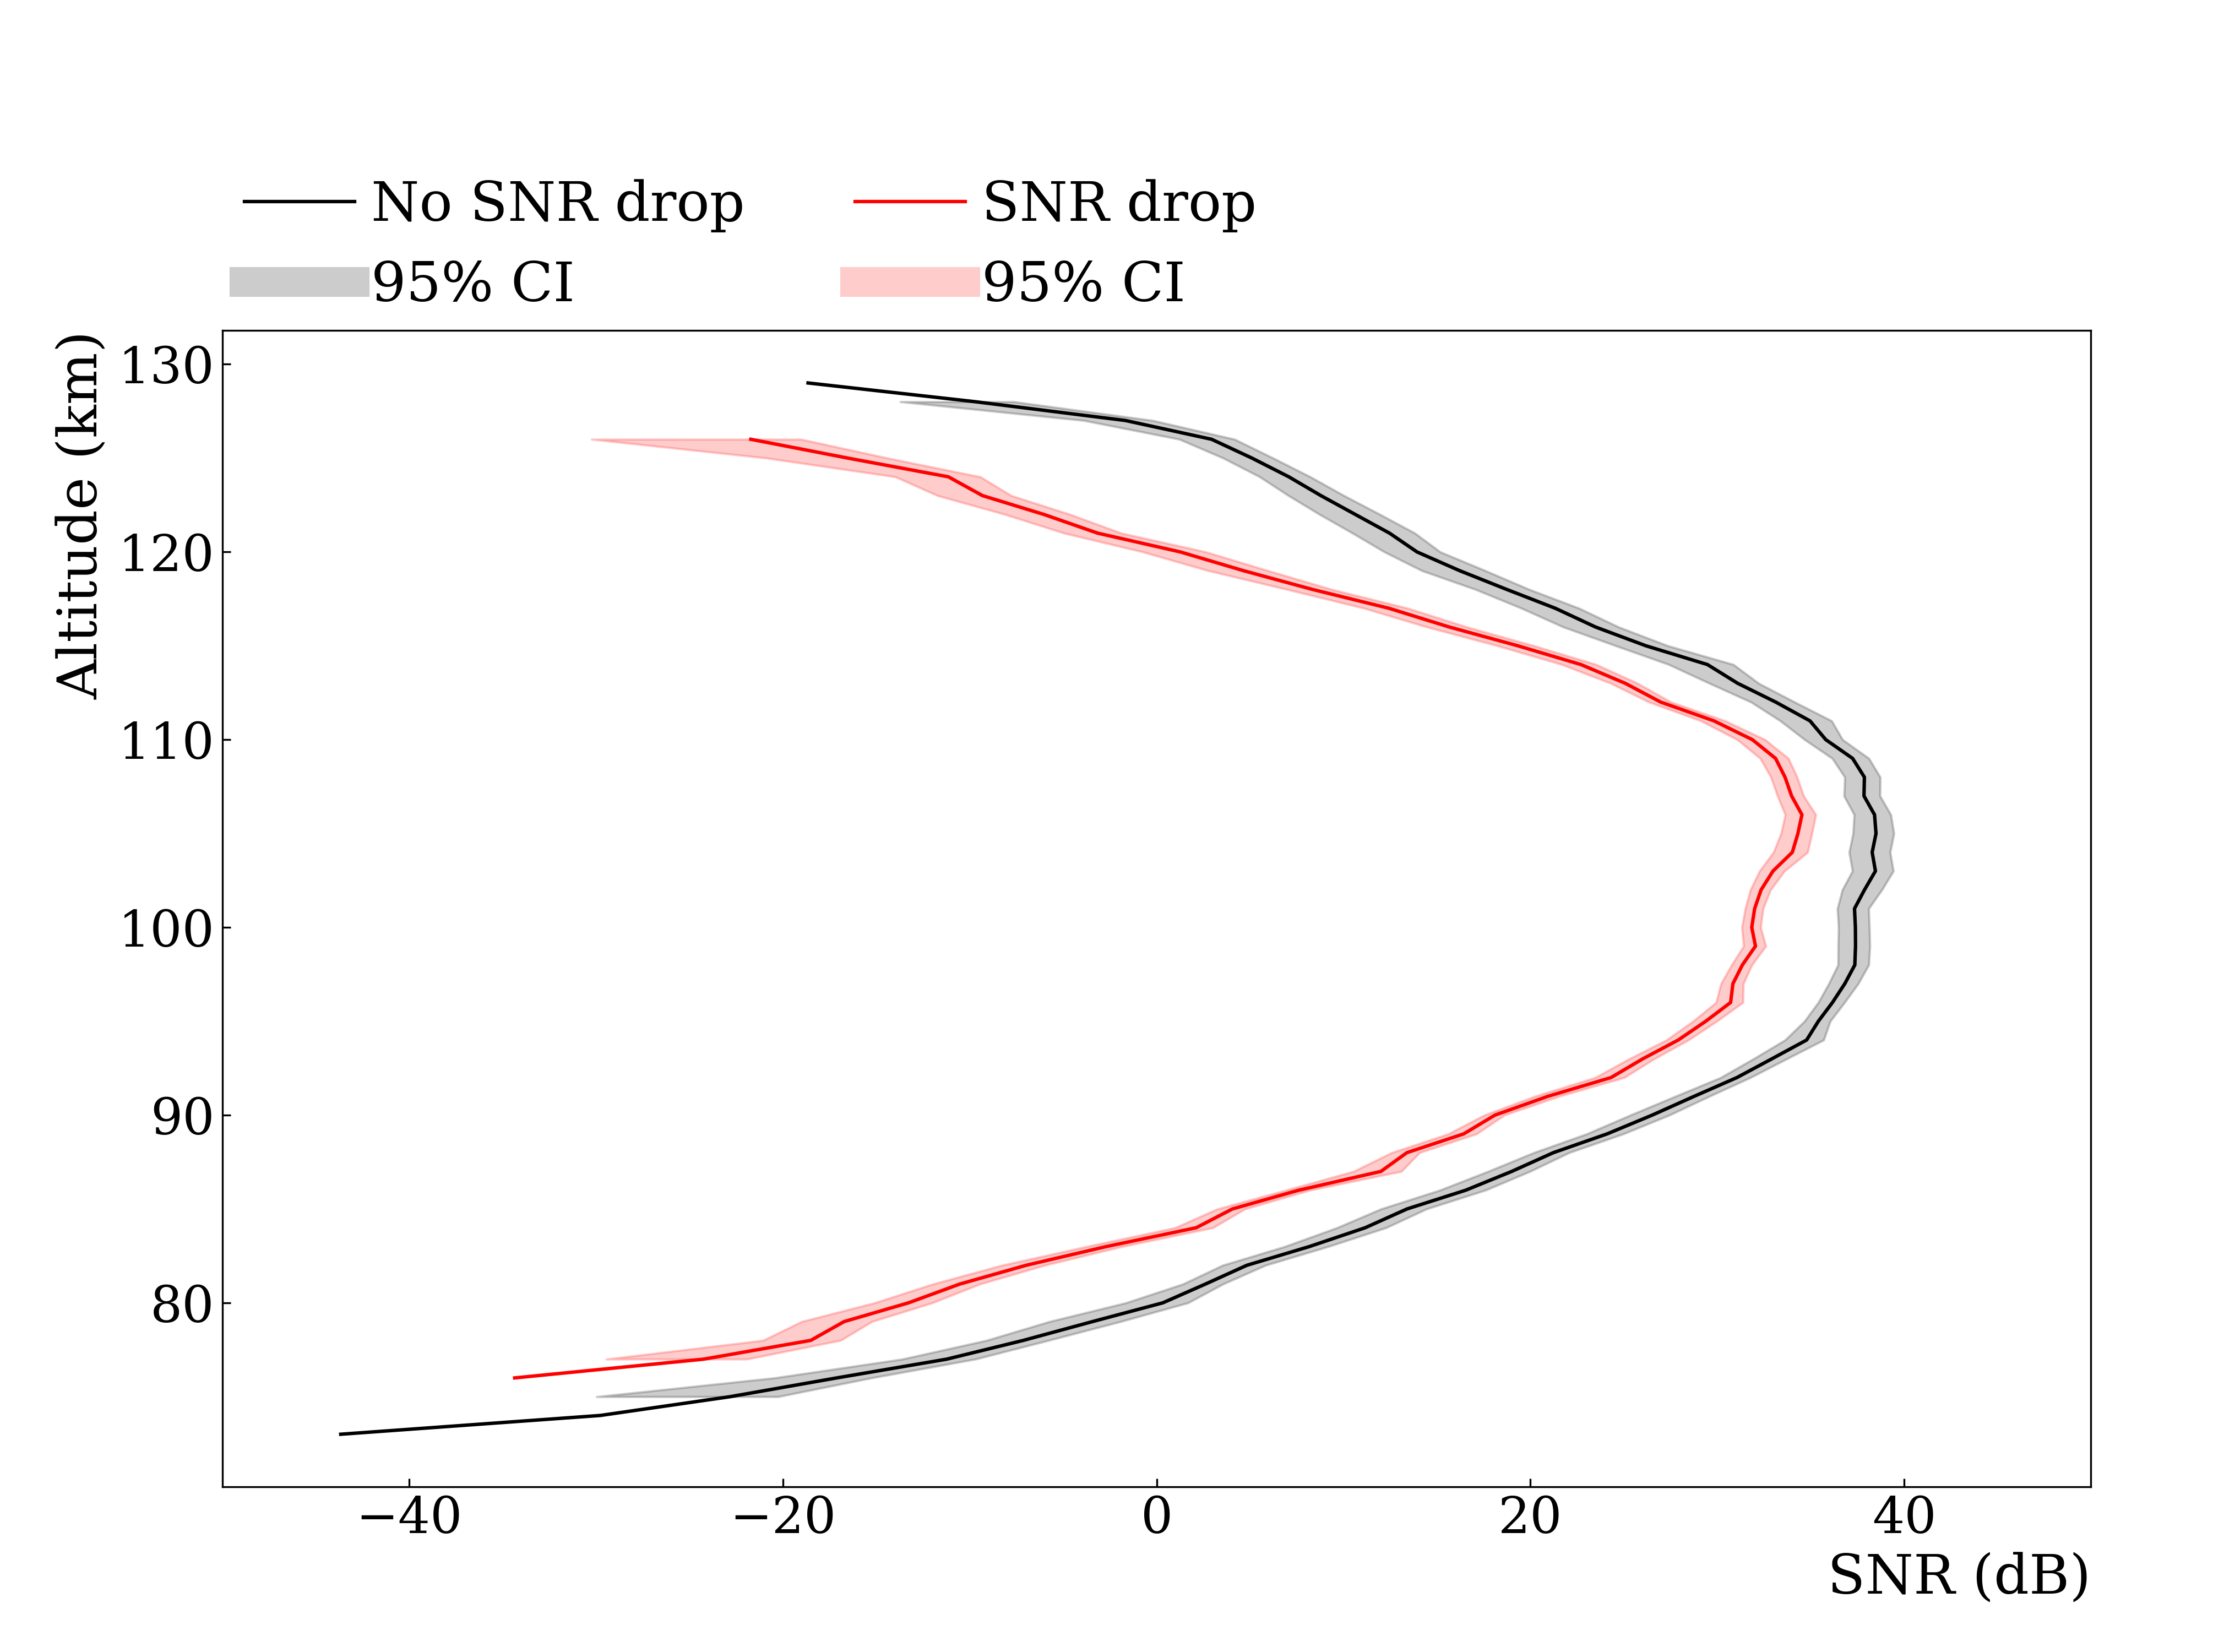 No SNR drop
SNR drop
95% CI
95% CI
Altitude (km)
130
120
110
100
90
80
−40
−20
0
20
40
SNR (dB)